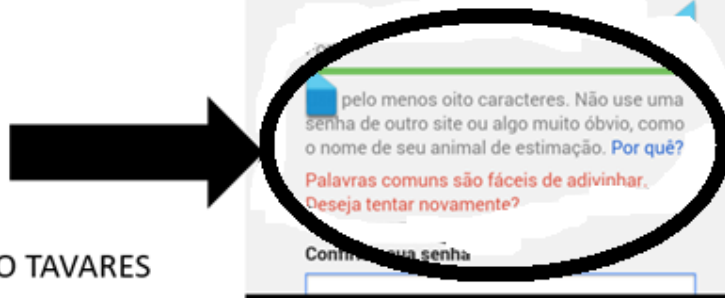 pelo menos oito caracteres. Não use uma
senha de outro site ou algo muito óbvio, como
o nome de seu animal de estimação. Por quê?
Palavras comuns são fáceis de adivinhar.
Deseja tentar novamente?
senha
O TAVARES